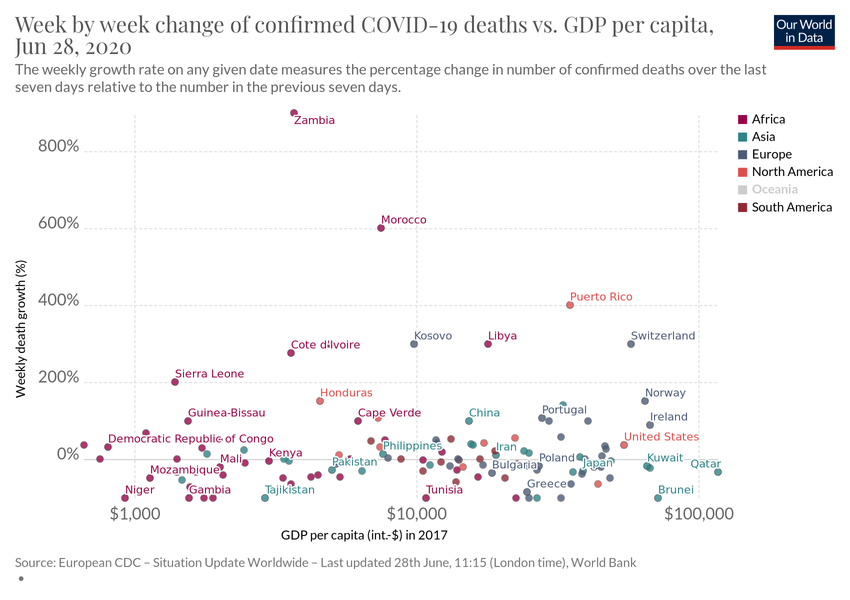 Week by week change of confirmed COVID-19 deaths vs. GDP per capita,
Jun 28, 2020
Our World
in Data
The weekly growth rate on any given date measures the percentage change in number of confirmed deaths over the last
seven days relative to the number in the previous seven days.
Africa
Asia
Europe
North America
Oceania
South America
Weekly death growth (%)
800%
600%
400%
200%
0%
Zambia
Morocco
Puerto Rico
Kosovo
Libya
Switzerland
Cote d'Ivoire
Sierra Leone
Honduras
Norway
Guinea-Bissau
Cape Verde
China
Portugal
Ireland
Democratic Republic of Congo
Philippines
Iran
United States
Mali
Kenya
Pakistan
Bulgaria
Poland
Japan
Kuwait
Qatar
Mozambique
Niger
Gambia
Tajikistan
Tunisia
Greece
Brunei
$1,000
$10,000
$100,000
GDP per capita (int.-$) in 2017
Source: European CDC – Situation Update Worldwide – Last updated 28th June, 11:15 (London time), World Bank